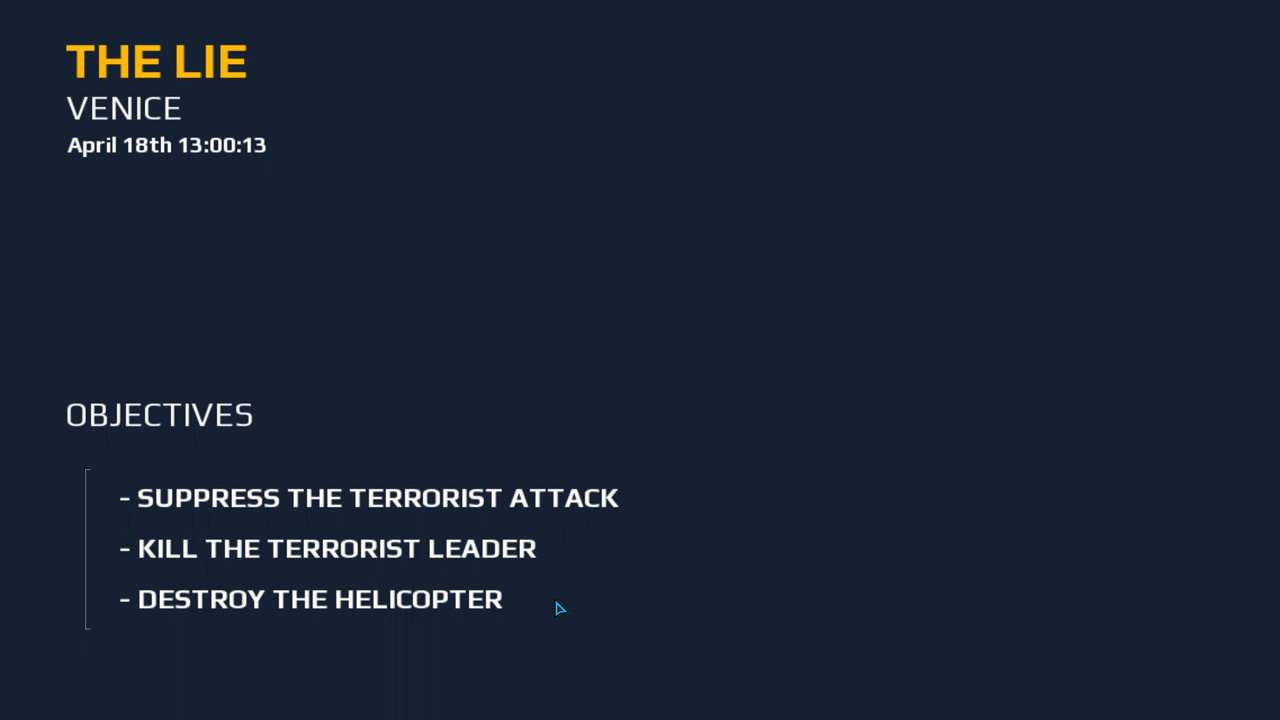 THE LIE
VENICE
April 18th 13:00:13
OBJECTIVES
- SUPPRESS THE TERRORIST ATTACK
- KILL THE TERRORIST LEADER
- DESTROY THE HELICOPTER